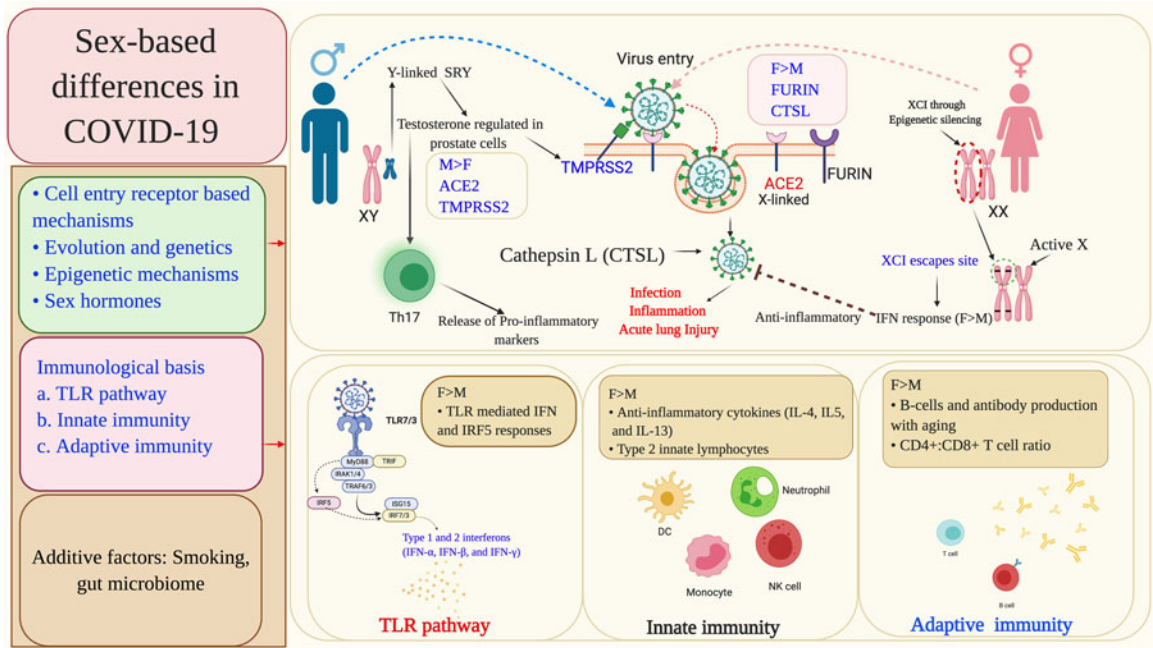 Sex-based
differences in
COVID-19
• Cell entry receptor based
mechanisms
• Evolution and genetics
• Epigenetic mechanisms
• Sex hormones
Immunological basis
a. TLR pathway
b. Innate immunity
c. Adaptive immunity
Additive factors: Smoking,
gut microbiome
Y-linked SRY
Testosterone regulated in
prostate cells
M>F
ACE2
TMPRSS2
XY
Th17
Release of Pro-inflammatory
markers
Virus entry
TMPRSS2
F>M
FURIN
CTSL
ACE2
X-linked
FURIN
Cathepsin L (CTSL)
Infection
Inflammation
Acute lung Injury
Anti-inflammatory
XCI through
Epigenetic silencing
XX
Active X
XCI escapes site
IFN response (F>M)
TLR7/3
MyD88
TRIF
IRAK1/4
TRAF6/3
IRF5
ISG15
IRF7/3
Type 1 and 2 interferons
(IFN-α, IFN-β, and IFN-γ)
F>M
• TLR mediated IFN
and IRF5 responses
TLR pathway
F>M
• Anti-inflammatory cytokines (IL-4, IL5,
and IL-13)
• Type 2 innate lymphocytes
DC
Neutrophil
Monocyte
NK cell
Innate immunity
F>M
• B-cells and antibody production
with aging
• CD4+:CD8+ T cell ratio
T cell
B cell
Adaptive immunity